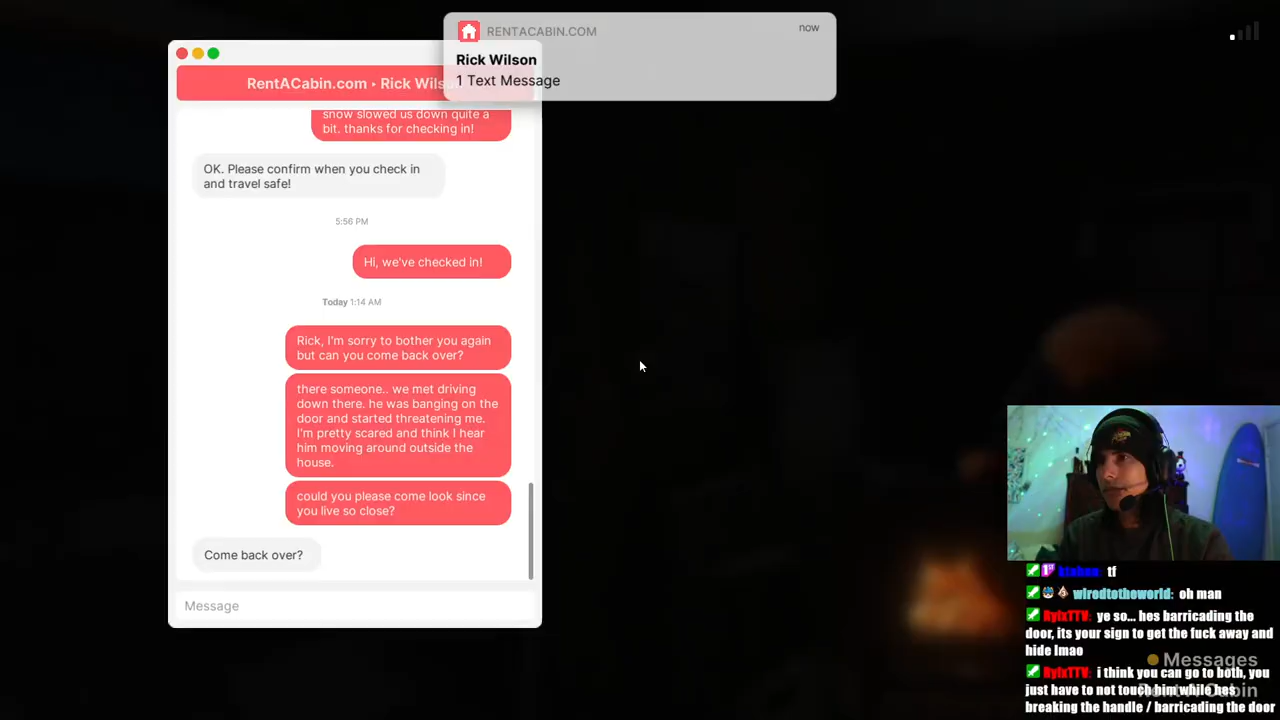 RENTACABIN.COM
now
Rick Wilson
1 Text Message
RentACabin.com • Rick Wilso
snow slowed us down quite a
bit. thanks for checking in!
OK. Please confirm when you check in
and travel safe!
5:56 PM
Hi, we've checked in!
Today 1:14 AM
Rick, I'm sorry to bother you again
but can you come back over?
there someone.. we met driving
down there. he was banging on the
door and started threatening me.
I'm pretty scared and think I hear
him moving around outside the
house.
could you please come look since
you live so close?
Come back over?
Message
tf
wiredtotheworld: oh man
RyixTTV: ye so... hes barricading the
door, its your sign to get the fuck away and
hide lmao
Messages
RyixTTV: i think you can go to both, you
just have to not touch him while hes
breaking the handle / barricading the door